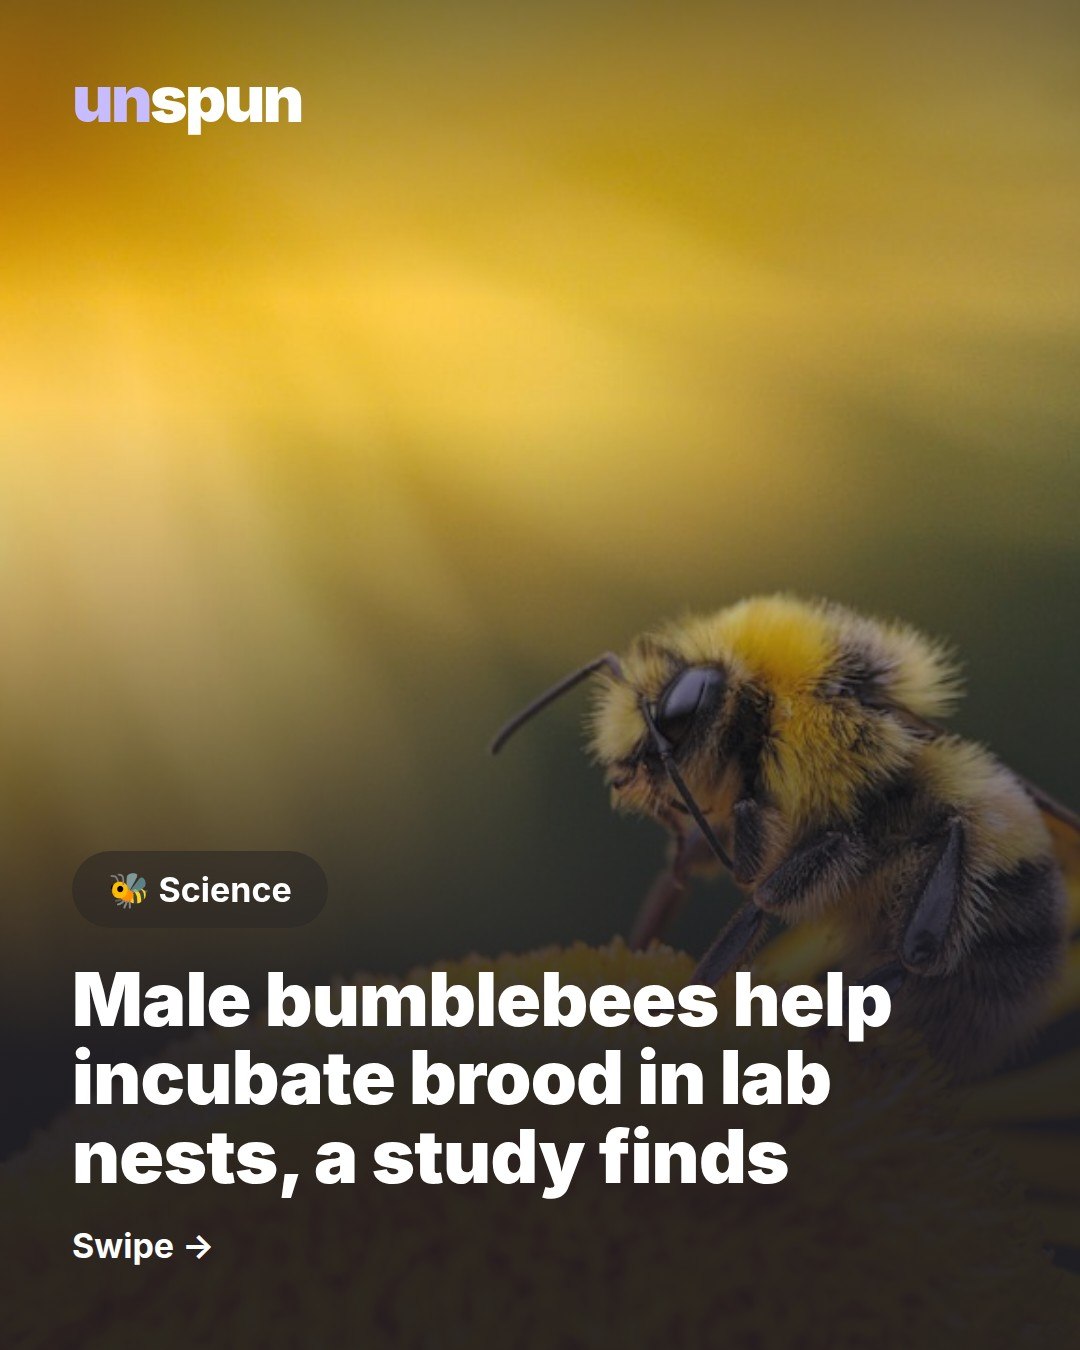 unspun
🐝 Science
Male bumblebees help
incubate brood in lab
nests, a study finds
Swipe →